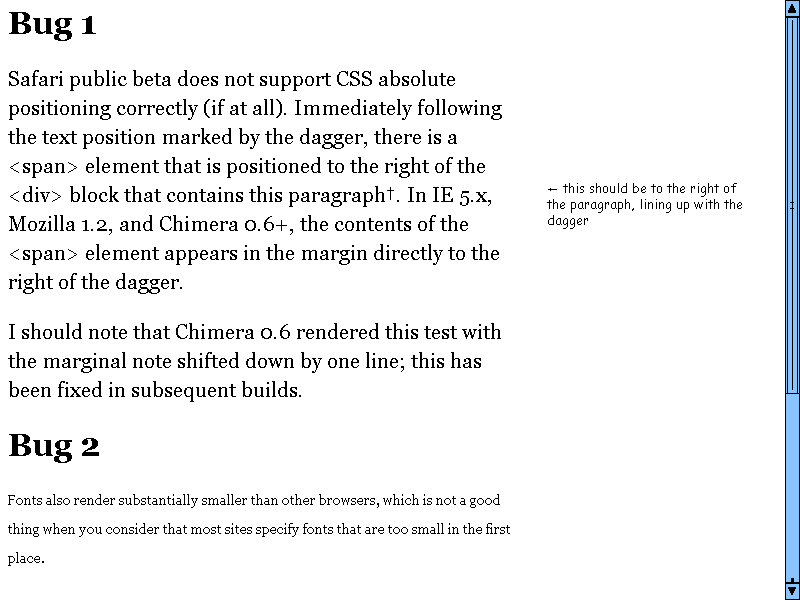 Bug 1
Safari public beta does not support CSS absolute
positioning correctly (if at all). Immediately following
the text position marked by the dagger, there is a
<span> element that is positioned to the right of the
<div> block that contains this paragraph†. In IE 5.x,
Mozilla 1.2, and Chimera 0.6+, the contents of the
<span> element appears in the margin directly to the
right of the dagger.
← this should be to the right of
the paragraph, lining up with the
dagger
I should note that Chimera 0.6 rendered this test with
the marginal note shifted down by one line; this has
been fixed in subsequent builds.
Bug 2
Fonts also render substantially smaller than other browsers, which is not a good
thing when you consider that most sites specify fonts that are too small in the first
place.